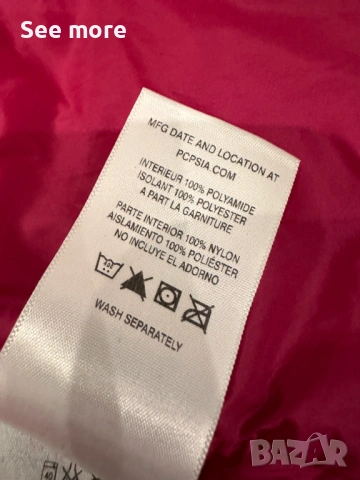 See more
MFG DATE AND LOCATION AT
PCPSIA.COM
INTERIEUR 100% POLYAMIDE
ISOLANT 100% POLYESTER
A PART LA GARNITURE
PARTE INTERIOR 100% NYLON
AISLAMIENTO 100% POLIÉSTER
NO INCLUYE EL ADORNO
WASH SEPARATELY
BAZAR